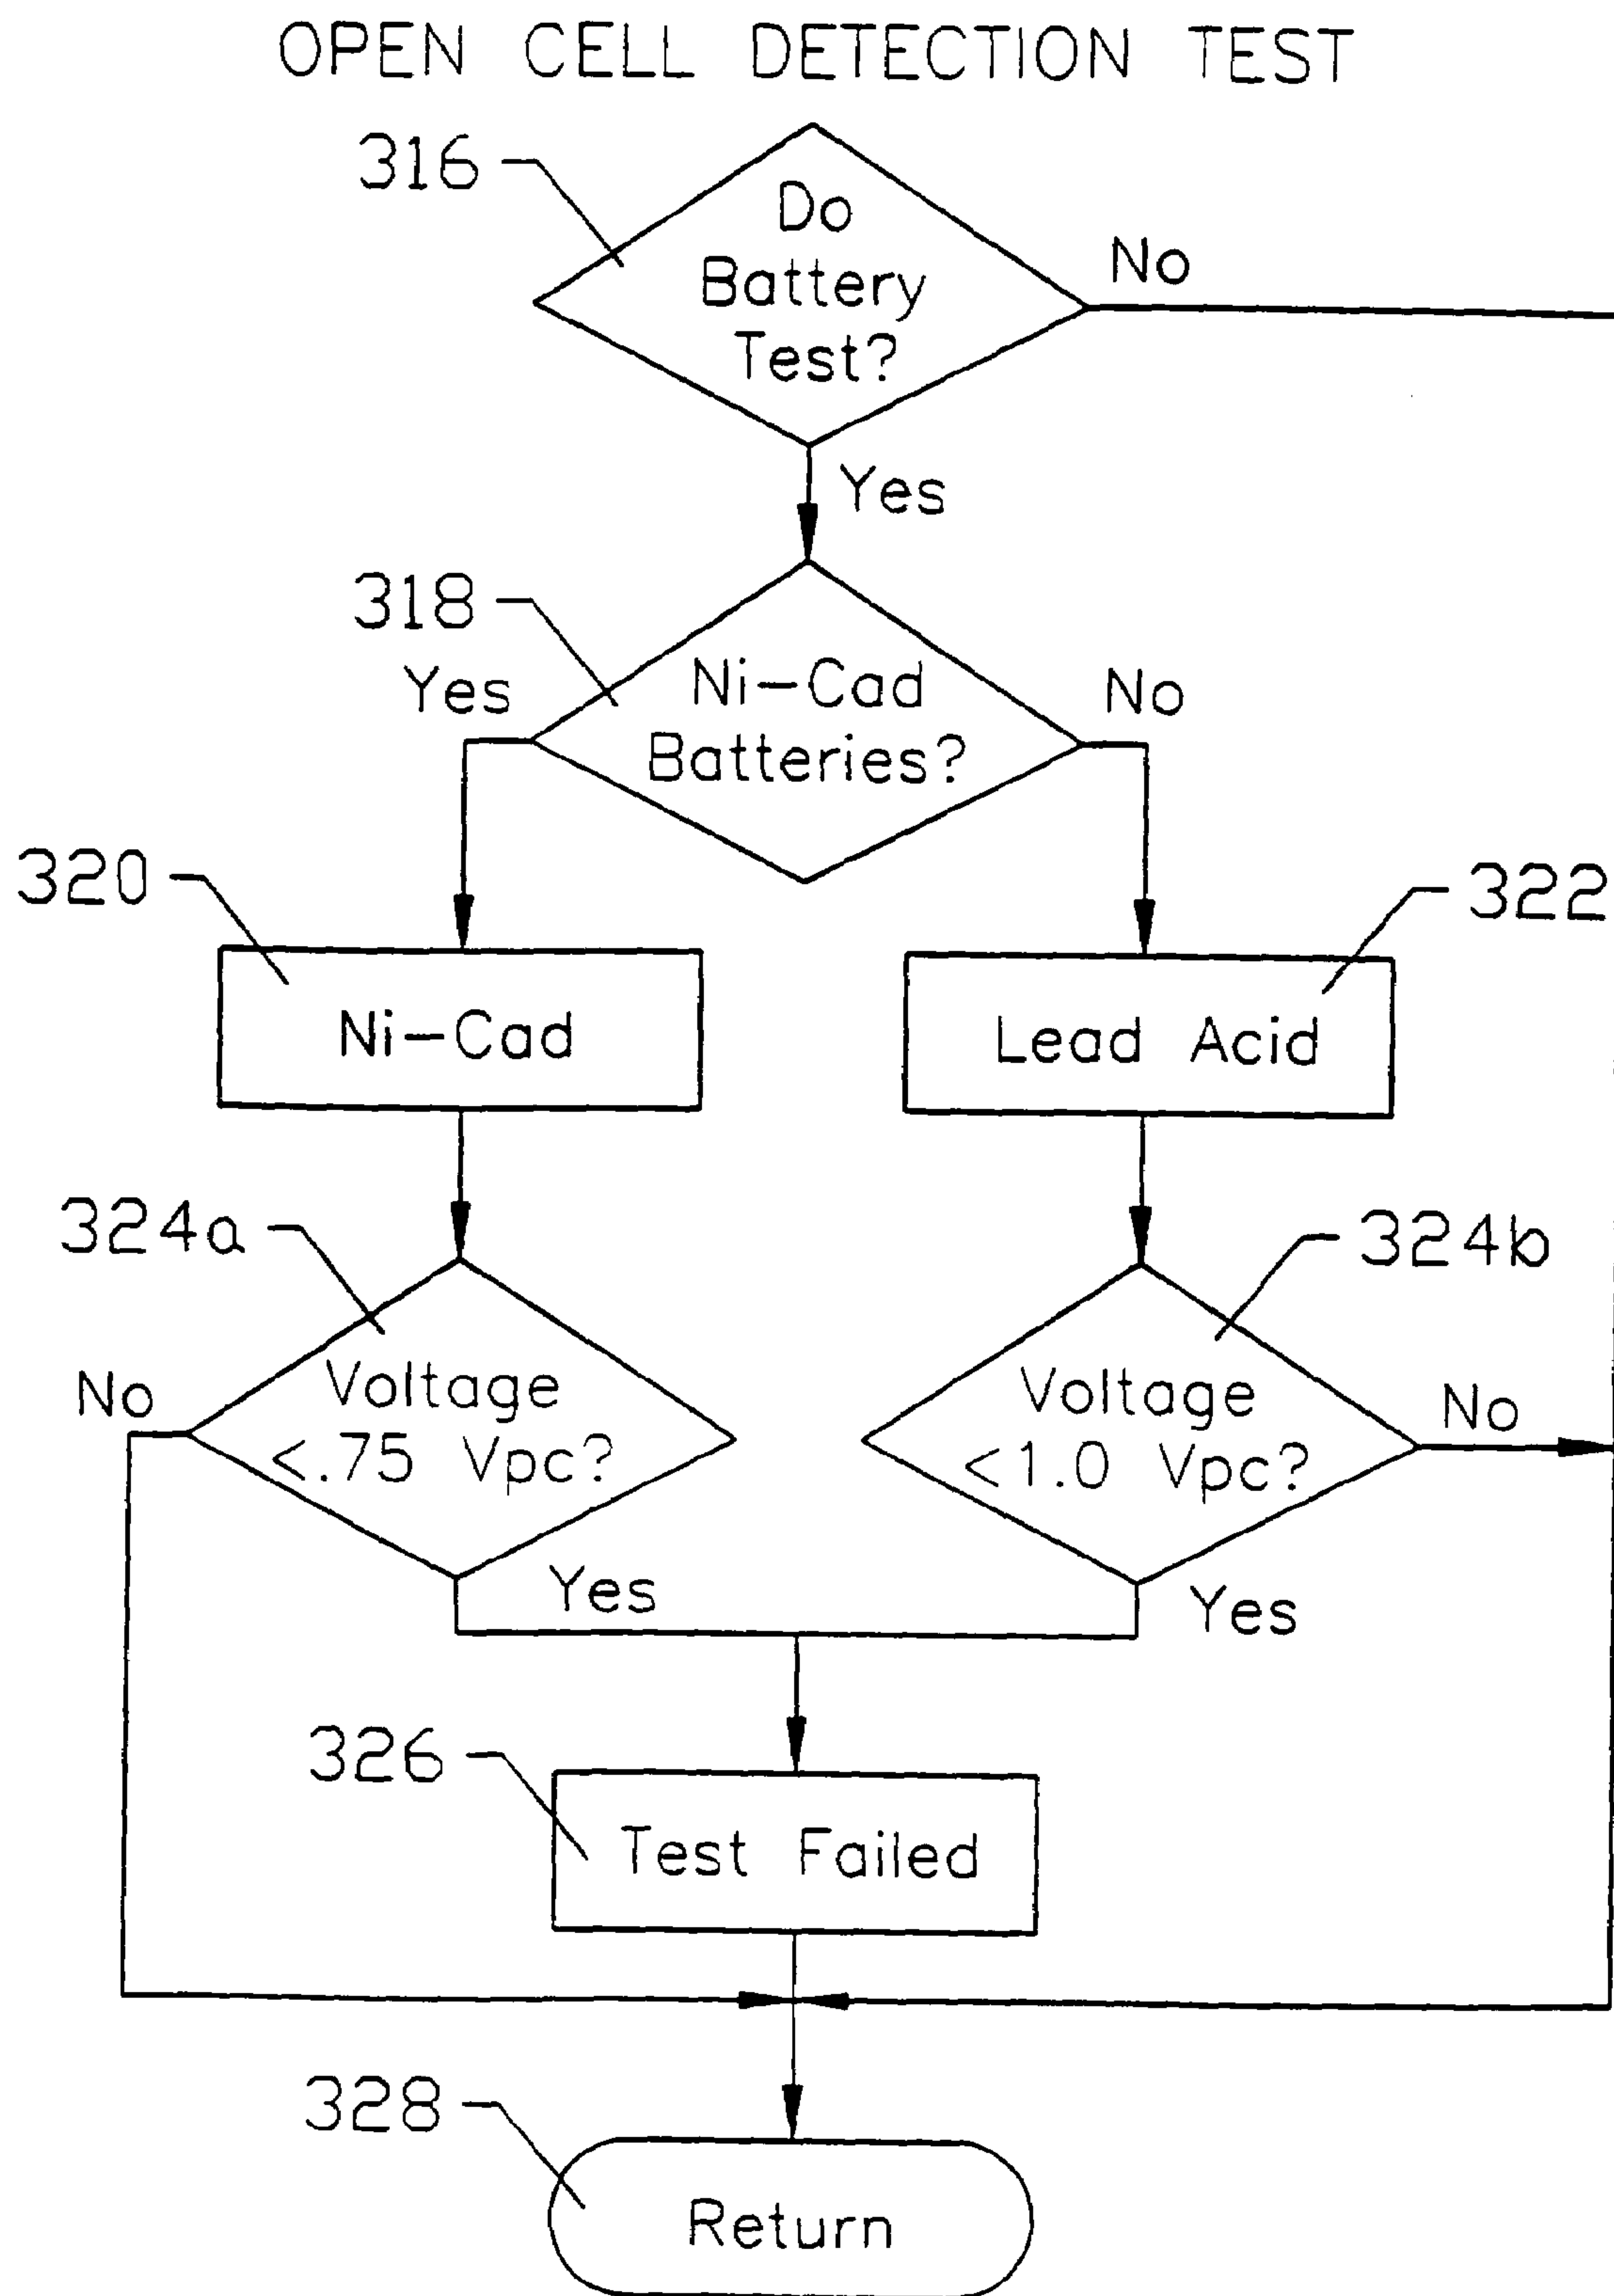 OPEN CELL DETECTION TEST
316
Do
Battery
Test?
No
Yes
318
Yes
Ni-Cad
Batteries?
No
320
322
Ni-Cad
Lead Acid
324a
324b
No
Voltage
<.75 Vpc?
Voltage
<1.0 Vpc?
No
Yes
Yes
326
Test Failed
328
Return